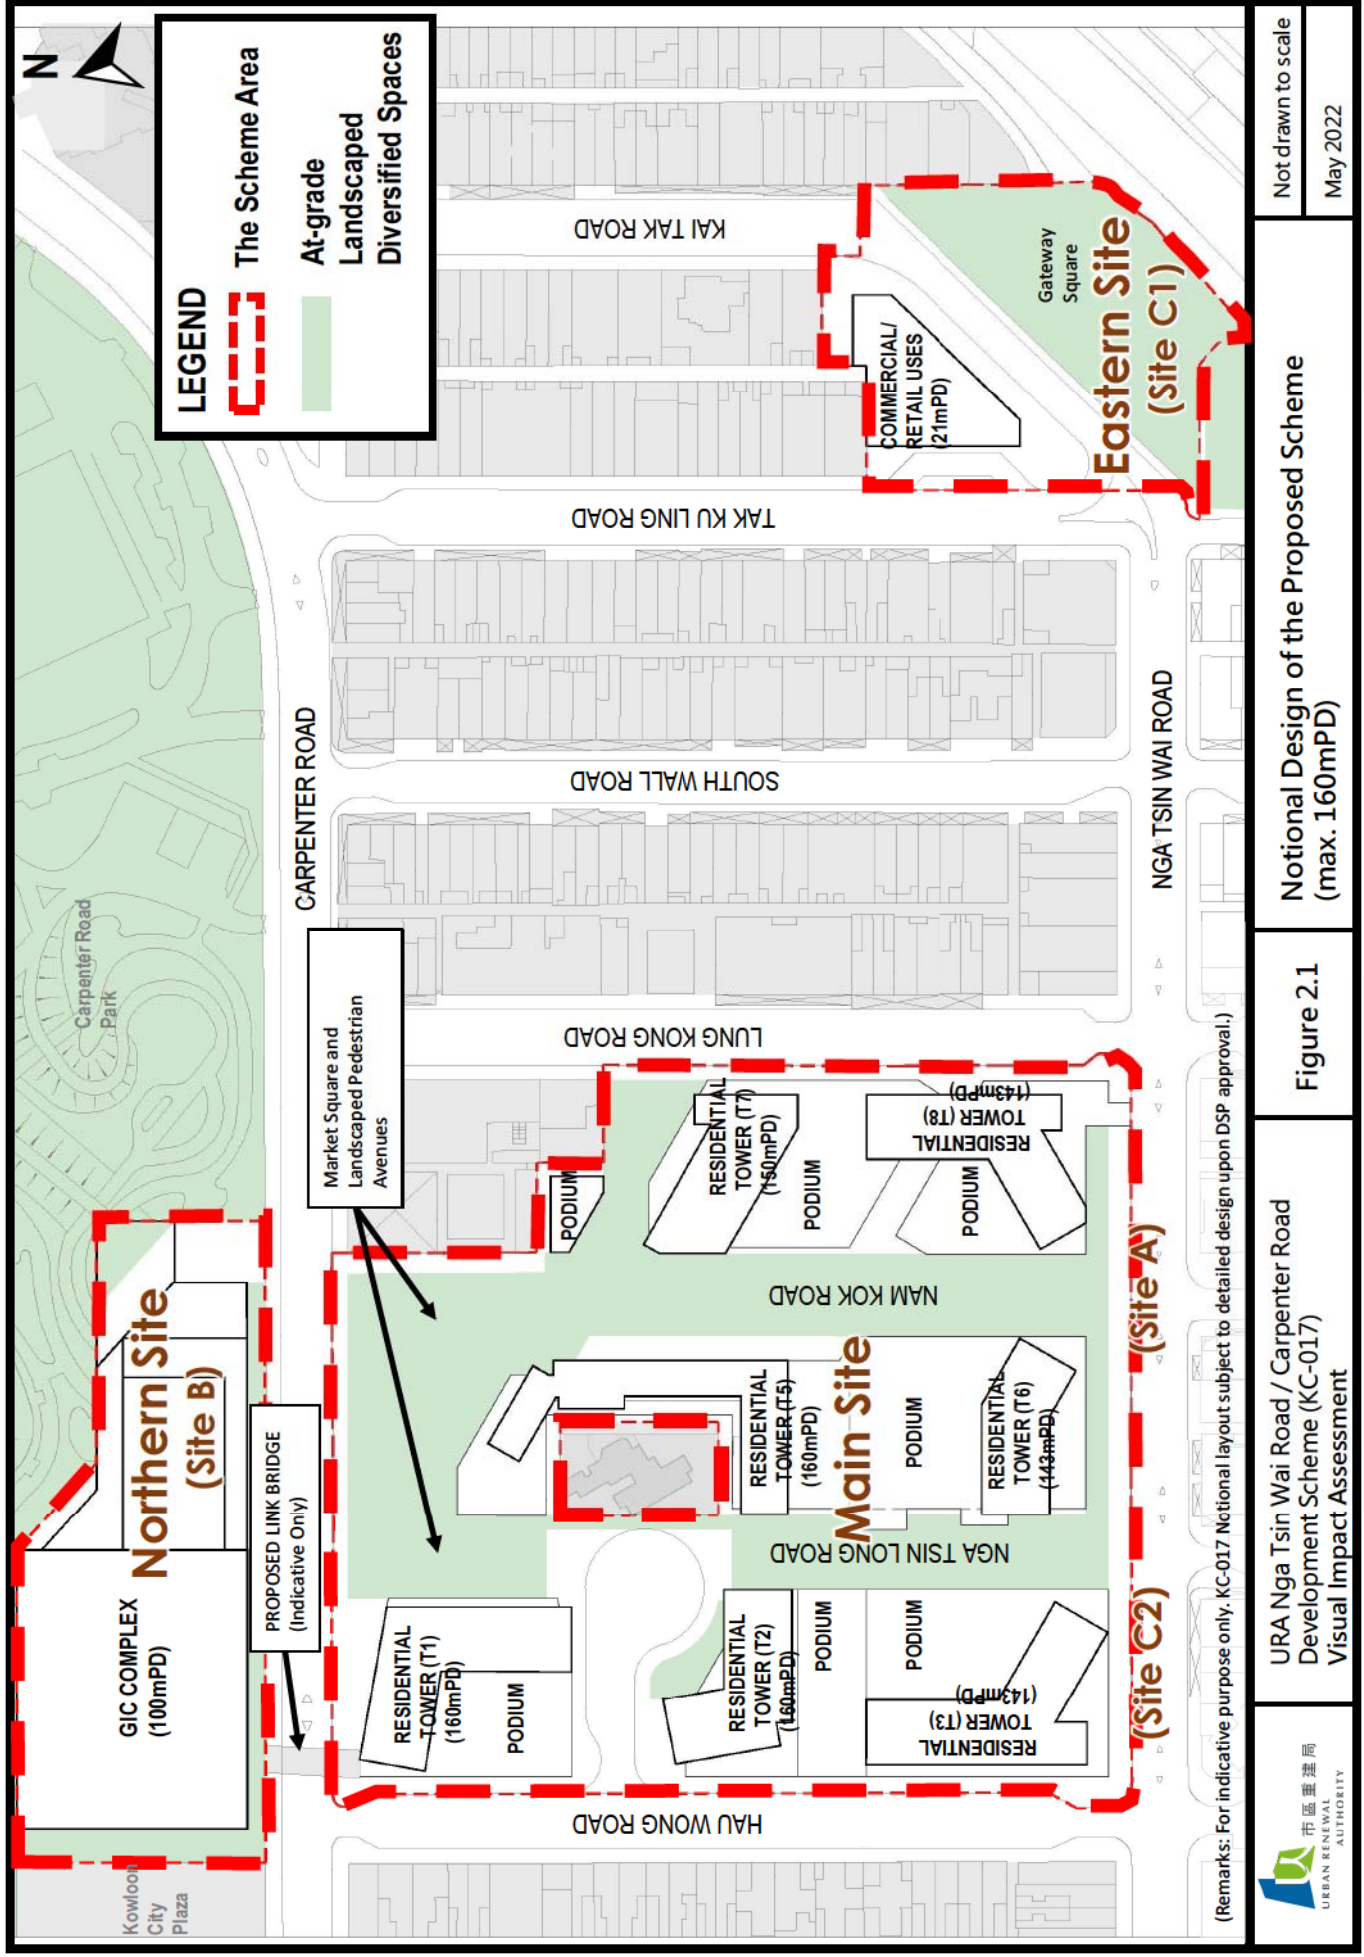 N
LEGEND
The Scheme Area
At-grade
Landscaped
Diversified Spaces
Carpenter Road
Park
Kowloon
City
Plaza
GIC COMPLEX
(100mPD)
Northern Site
(Site B)
PROPOSED LINK BRIDGE
(Indicative Only)
CARPENTER ROAD
Market Square and
Landscaped Pedestrian
Avenues
HAU WONG ROAD
NGA TSIN LONG ROAD
NAM KOK ROAD
LUNG KONG ROAD
SOUTH WALL ROAD
TAK KU LING ROAD
KAI TAK ROAD
NGA TSIN WAI ROAD
RESIDENTIAL
TOWER (T1)
(160mPD)
PODIUM
RESIDENTIAL
TOWER (T2)
(160mPD)
PODIUM
PODIUM
RESIDENTIAL
TOWER (T3)
(143mPD)
RESIDENTIAL
TOWER (T5)
(160mPD)
Main Site
PODIUM
RESIDENTIAL
TOWER (T6)
(143mPD)
PODIUM
RESIDENTIAL
TOWER (T7)
(150mPD)
PODIUM
PODIUM
RESIDENTIAL
TOWER (T8)
(143mPD)
(Site C2)
(Site A)
COMMERCIAL/
RETAIL USES
(21mPD)
Gateway
Square
Eastern Site
(Site C1)
(Remarks: For indicative purpose only. KC-017 Notional layout subject to detailed design upon DSP approval.)
市區重建局
URBAN RENEWAL
AUTHORITY
URA Nga Tsin Wai Road / Carpenter Road
Development Scheme (KC-017)
Visual Impact Assessment
Figure 2.1
Notional Design of the Proposed Scheme
(max. 160mPD)
Not drawn to scale
May 2022